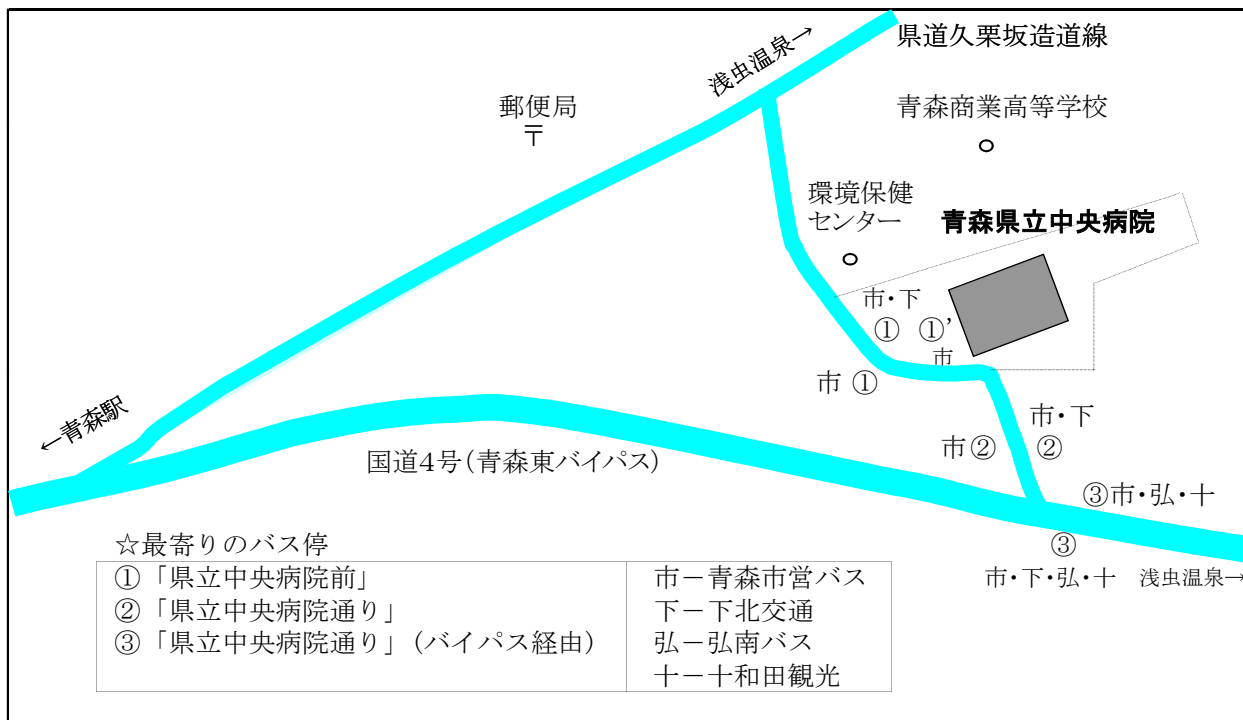 県道久栗坂造道線
浅虫温泉→
郵便局
〒
青森商業高等学校
環境保健
センター
青森県立中央病院
市・下
① ①’
市
市 ①
←青森駅
市・下
市② ②
国道4号(青森東バイパス)
③市・弘・十
③
市・下・弘・十 浅虫温泉→
☆最寄りのバス停
①「県立中央病院前」 市－青森市営バス
②「県立中央病院通り」 下－下北交通
③「県立中央病院通り」(バイパス経由) 弘－弘南バス
十－十和田観光